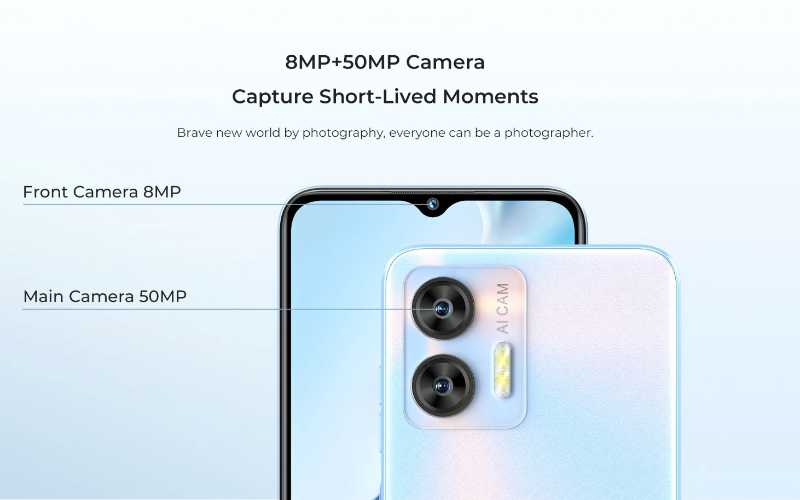 8MP+50MP Camera
Capture Short-Lived Moments
Brave new world by photography, everyone can be a photographer.
Front Camera 8MP
Main Camera 50MP
AI CAM